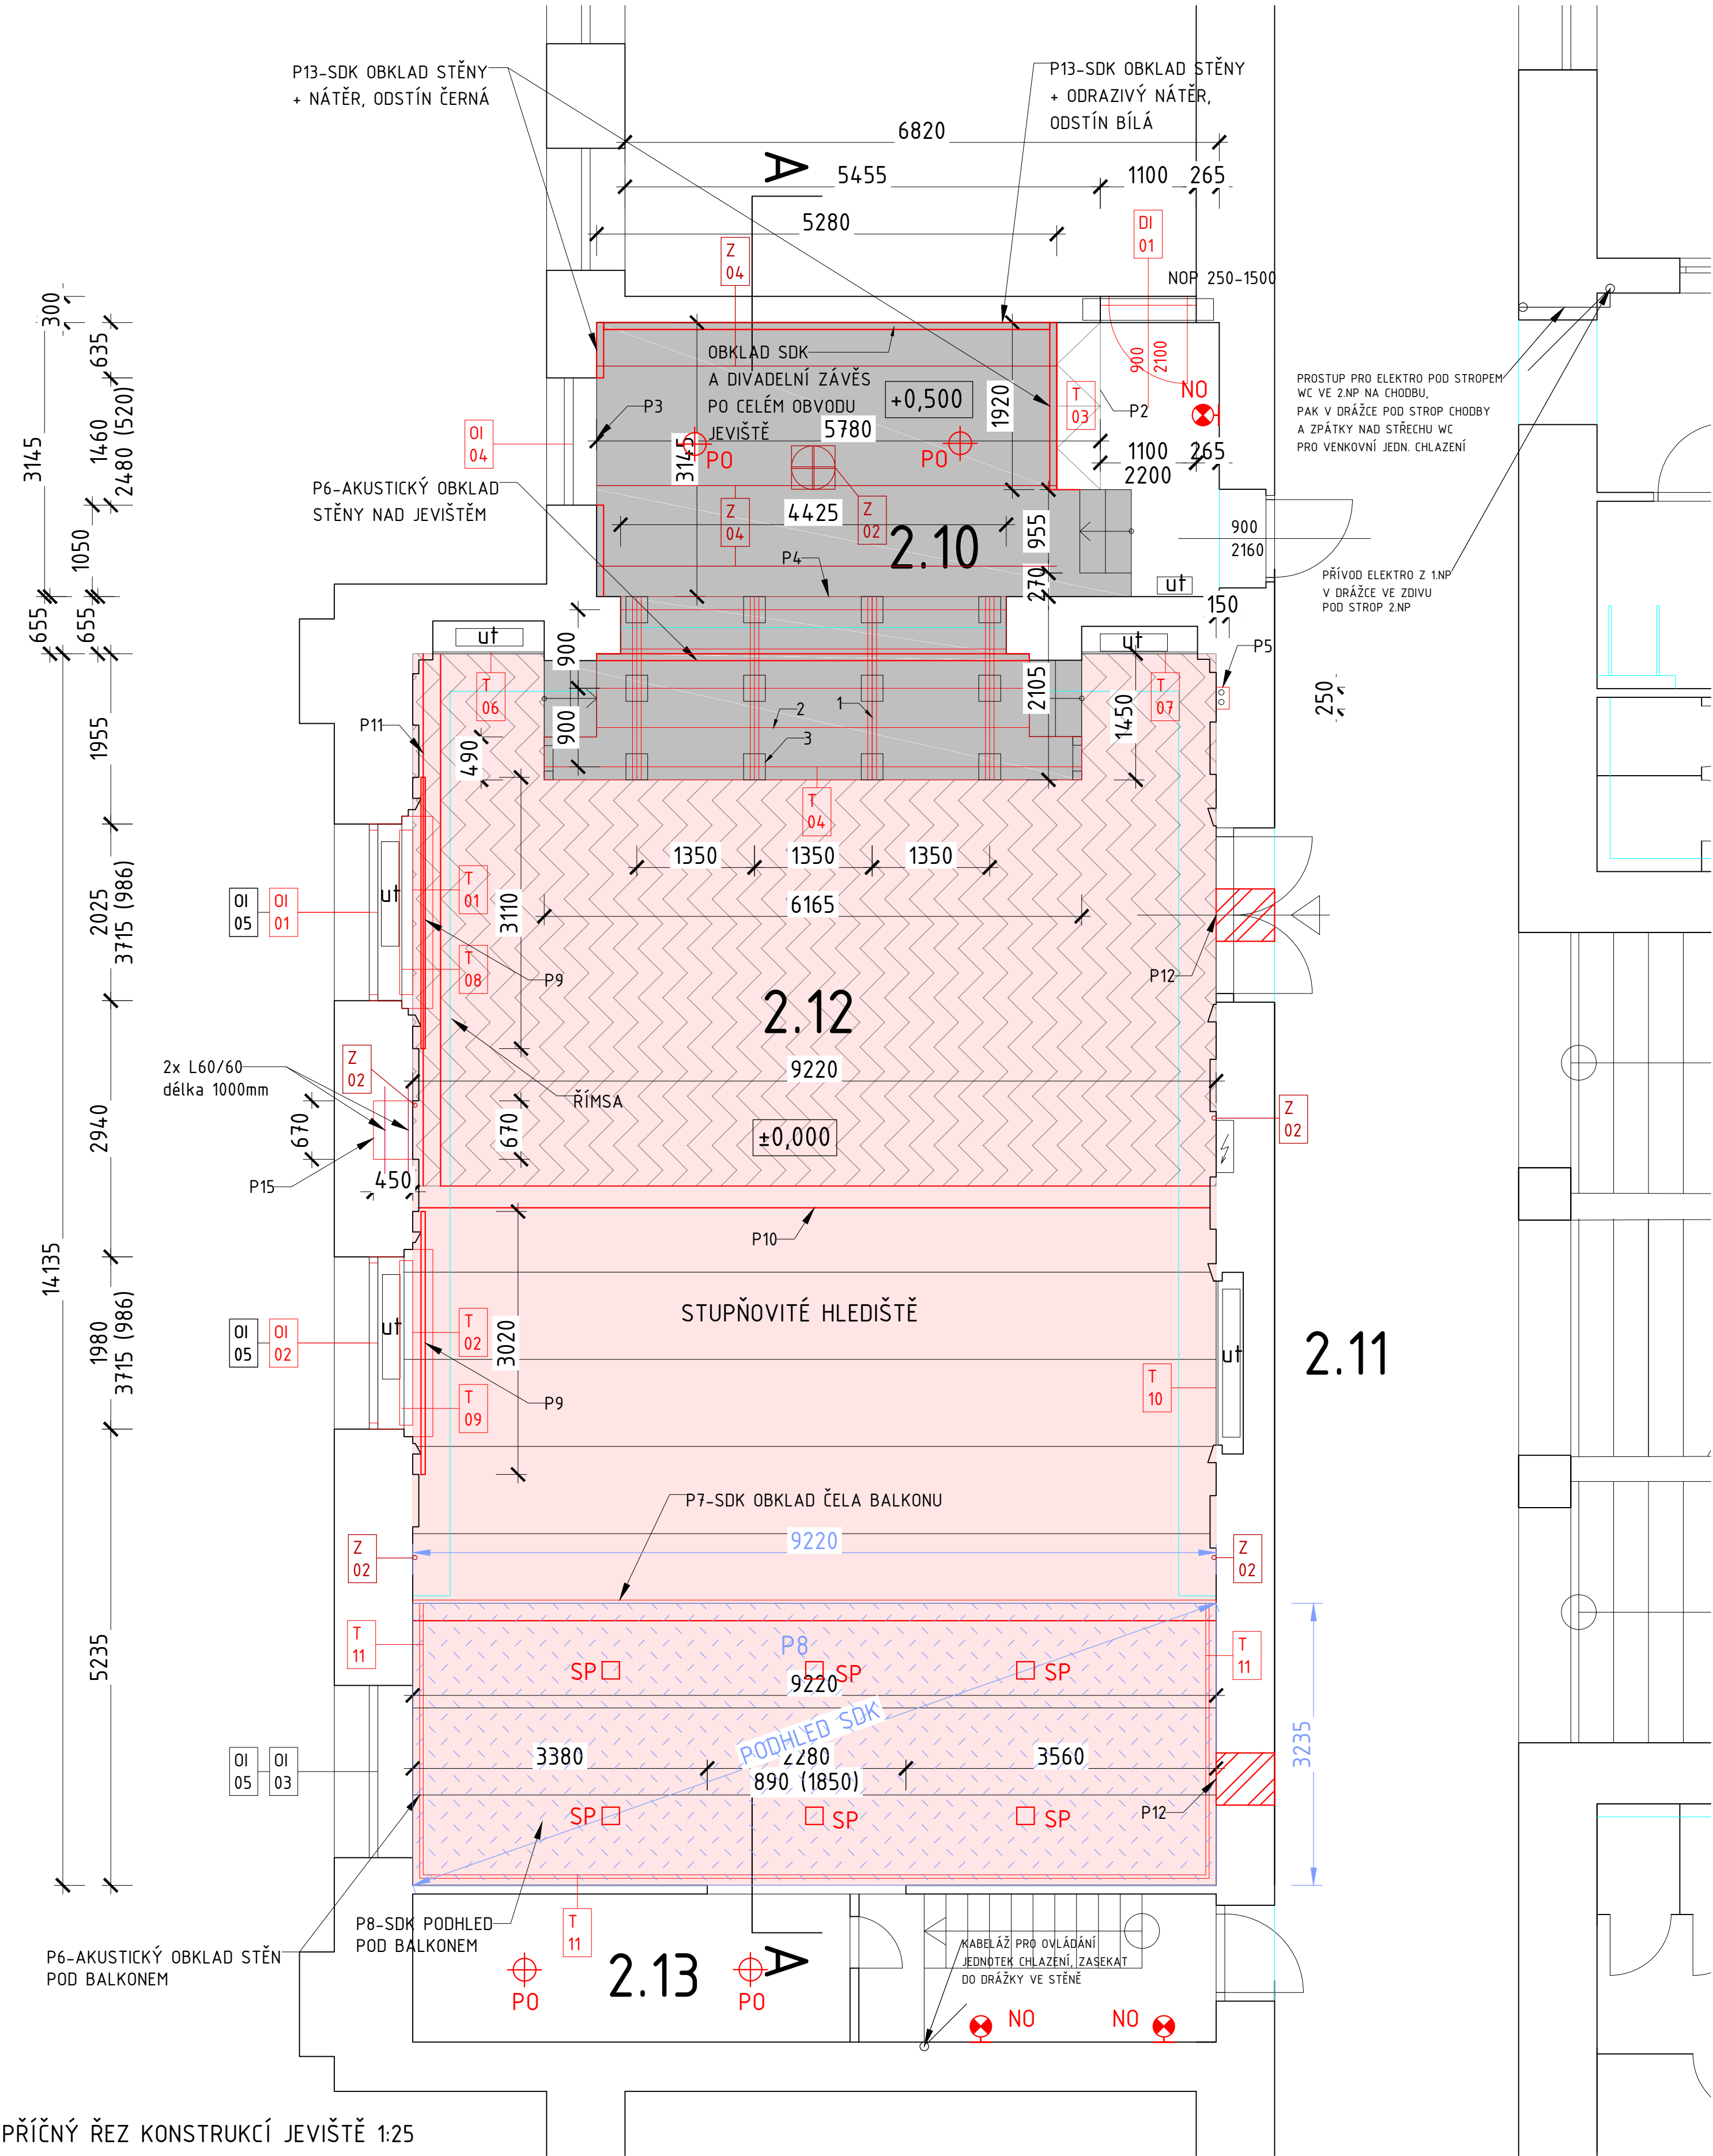 P13-SDK OBKLAD STĚNY
+ NÁTĚR, ODSTÍN ČERNÁ
P13-SDK OBKLAD STĚNY
+ ODRAZIVÝ NÁTĚR,
ODSTÍN BÍLÁ
6820
A
5455
1100
265
5280
Z
04
DI
01
NOP 250-1500
300
635
3145
1460
2480 (520)
1050
655
655
OBKLAD SDK
A DIVADELNÍ ZÁVĚS
PO CELÉM OBVODU
JEVIŠTĚ
+0,500
1920
900
2100
NO
T
03
P2
P3
5780
OI
04
3145
PO
PO
1100
265
2200
PROSTUP PRO ELEKTRO POD STROPEM
WC VE 2.NP NA CHODBU,
PAK V DRÁŽCE POD STROP CHODBY
A ZPÁTKY NAD STŘECHU WC
PRO VENKOVNÍ JEDN. CHLAZENÍ
P6-AKUSTICKÝ OBKLAD
STĚNY NAD JEVIŠTĚM
Z
04
4425
Z
02
2.10
955
270
900
2160
P4
ut
PŘÍVOD ELEKTRO Z 1.NP
V DRÁŽCE VE ZDIVU
POD STROP 2.NP
150
ut
ut
P5
900
900
T
06
T
07
2105
1450
250
1
2
3
P11
1955
490
T
04
1350
1350
1350
6165
2025
3715 (986)
OI
05
OI
01
ut
T
01
3110
T
08
P9
P12
2.12
2x L60/60
délka 1000mm
Z
02
9220
ŘÍMSA
Z
02
2940
670
670
±0,000
P15
450
P10
14135
STUPŇOVITÉ HLEDIŠTĚ
1980
3715 (986)
OI
05
OI
02
ut
T
02
3020
T
09
P9
T
10
ut
2.11
P7-SDK OBKLAD ČELA BALKONU
9220
Z
02
Z
02
5235
T
11
P8
T
11
SP
SP
SP
9220
PODHLED SDK
3235
3380
2280
890 (1850)
3560
OI
05
OI
03
SP
SP
SP
P12
P8-SDK PODHLED
POD BALKONEM
P6-AKUSTICKÝ OBKLAD STĚN
POD BALKONEM
T
11
2.13
A
KABELÁŽ PRO OVLÁDÁNÍ
JEDNOTEK CHLAZENÍ, ZASEKAT
DO DRÁŽKY VE STĚNĚ
PO
PO
NO
NO
PŘÍČNÝ ŘEZ KONSTRUKCÍ JEVIŠTĚ 1:25